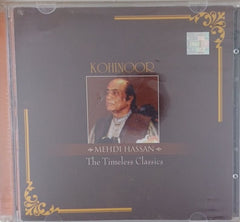 KOHINOOR
MEHDI HASSAN
The Timeless Classics